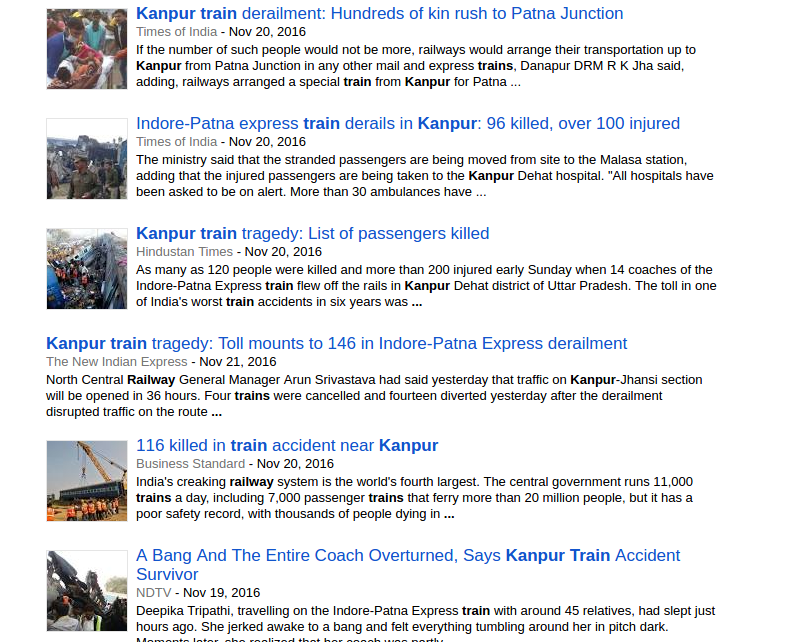 Kanpur train derailment: Hundreds of kin rush to Patna Junction
Times of India - Nov 20, 2016
If the number of such people would not be more, railways would arrange their transportation up to
Kanpur from Patna Junction in any other mail and express trains, Danapur DRM R K Jha said,
adding, railways arranged a special train from Kanpur for Patna ...
Indore-Patna express train derails in Kanpur: 96 killed, over 100 injured
Times of India - Nov 20, 2016
The ministry said that the stranded passengers are being moved from site to the Malasa station,
adding that the injured passengers are being taken to the Kanpur Dehat hospital. "All hospitals have
been asked to be on alert. More than 30 ambulances have ...
Kanpur train tragedy: List of passengers killed
Hindustan Times - Nov 20, 2016
As many as 120 people were killed and more than 200 injured early Sunday when 14 coaches of the
Indore-Patna Express train flew off the rails in Kanpur Dehat district of Uttar Pradesh. The toll in one
of India's worst train accidents in six years was ...
Kanpur train tragedy: Toll mounts to 146 in Indore-Patna Express derailment
The New Indian Express - Nov 21, 2016
North Central Railway General Manager Arun Srivastava had said yesterday that traffic on Kanpur-Jhansi section
will be opened in 36 hours. Four trains were cancelled and fourteen diverted yesterday after the derailment
disrupted traffic on the route ...
116 killed in train accident near Kanpur
Business Standard - Nov 20, 2016
India's creaking railway system is the world's fourth largest. The central government runs 11,000
trains a day, including 7,000 passenger trains that ferry more than 20 million people, but it has a
poor safety record, with thousands of people dying in ...
A Bang And The Entire Coach Overturned, Says Kanpur Train Accident
Survivor
NDTV - Nov 19, 2016
Deepika Tripathi, travelling on the Indore-Patna Express train with around 45 relatives, had slept just
hours ago. She jerked awake to a bang and felt everything tumbling around her in pitch dark.
Moments later, she realized that her coach was partly